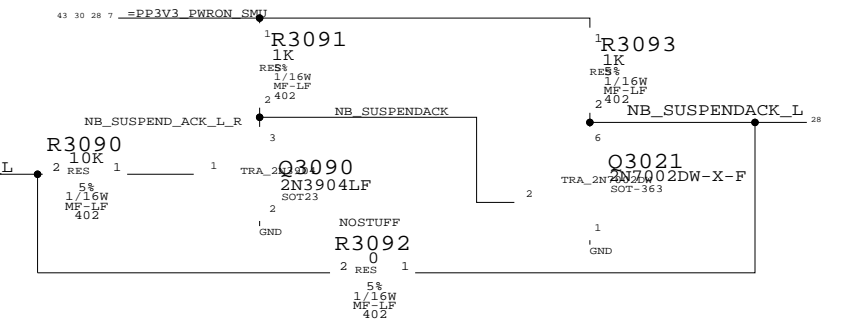 43 30 28 7 =PP3V3_PWRON_SMU
1 R3091
1K
RES 5%
1/16W
MF-LF
2 402
1 R3093
1K
RES 5%
1/16W
MF-LF
2 402
NB_SUSPEND_ACK_L_R
NB_SUSPENDACK
NB_SUSPENDACK_L 28
L
R3090
10K
2 RES 1
5%
1/16W
MF-LF
402
3
1 TRA_2N3904 Q3090
2N3904LF
SOT23
2
GND
6
Q3021
TRA_2N7002DW 2N7002DW-X-F
SOT-363
2
1
GND
NOSTUFF
R3092
0
2 RES 1
5%
1/16W
MF-LF
402